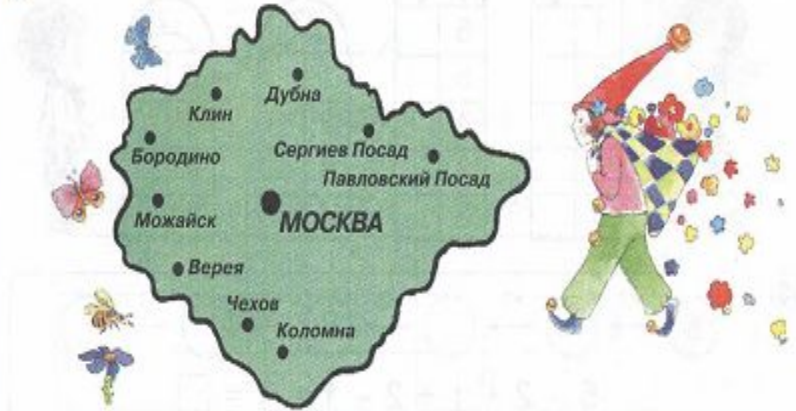 Дубна
Клин
Бородино
Сергиев Посад
Павловский Посад
Можайск
МОСКВА
Верея
Чехов
Коломна